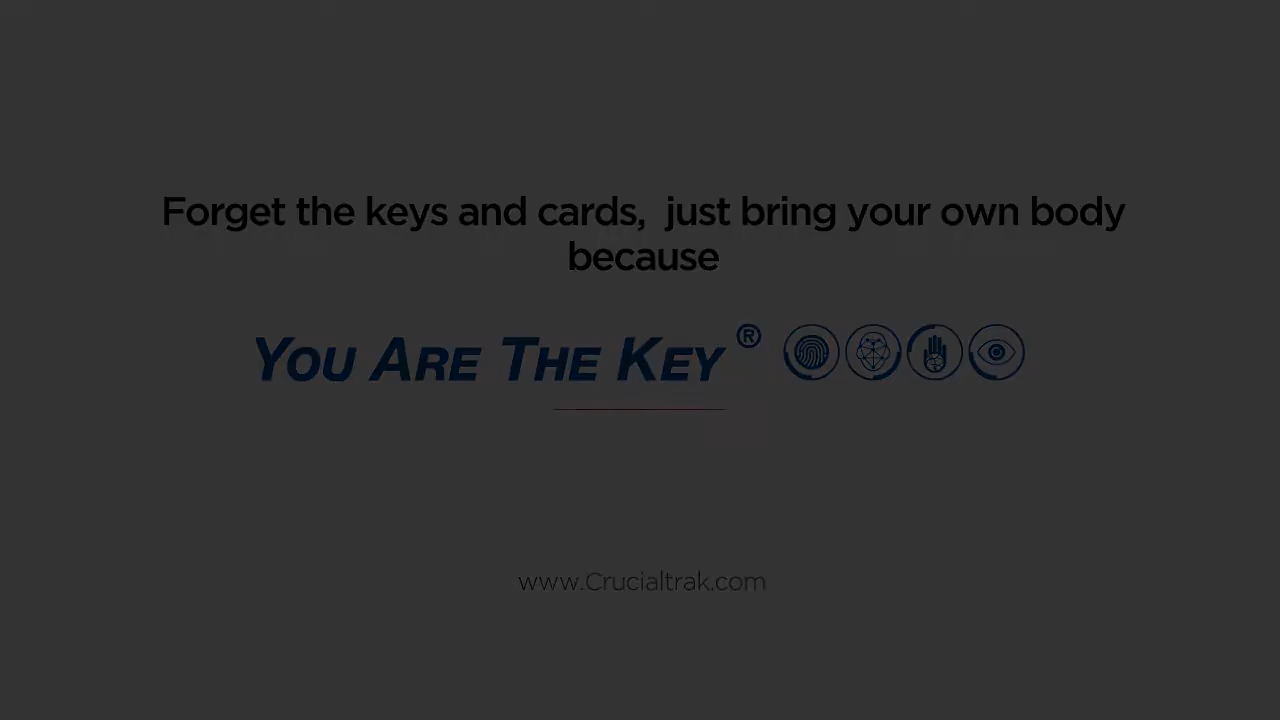 Forget the keys and cards,  just bring your own body
because
YOU ARE THE KEY ®
www.Crucialtrak.com